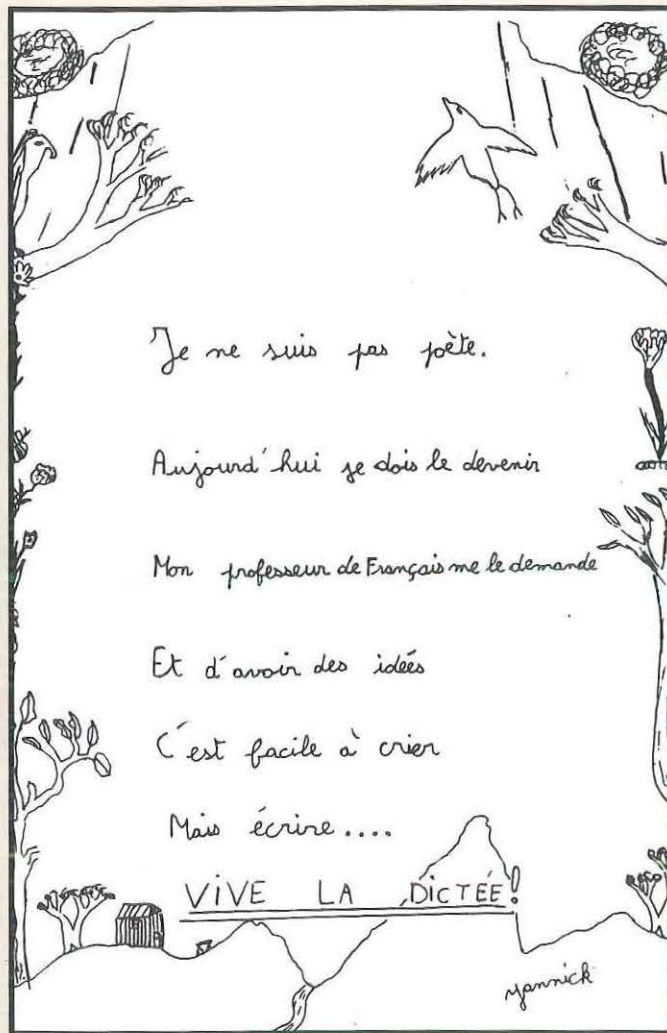 Je ne suis pas poète.
Aujourd'hui je dois le devenir
Mon professeur de Français me le demande
Et d'avoir des idées
C'est facile à crier
Mais écrire....
VIVE LA DICTÉE!
yannick